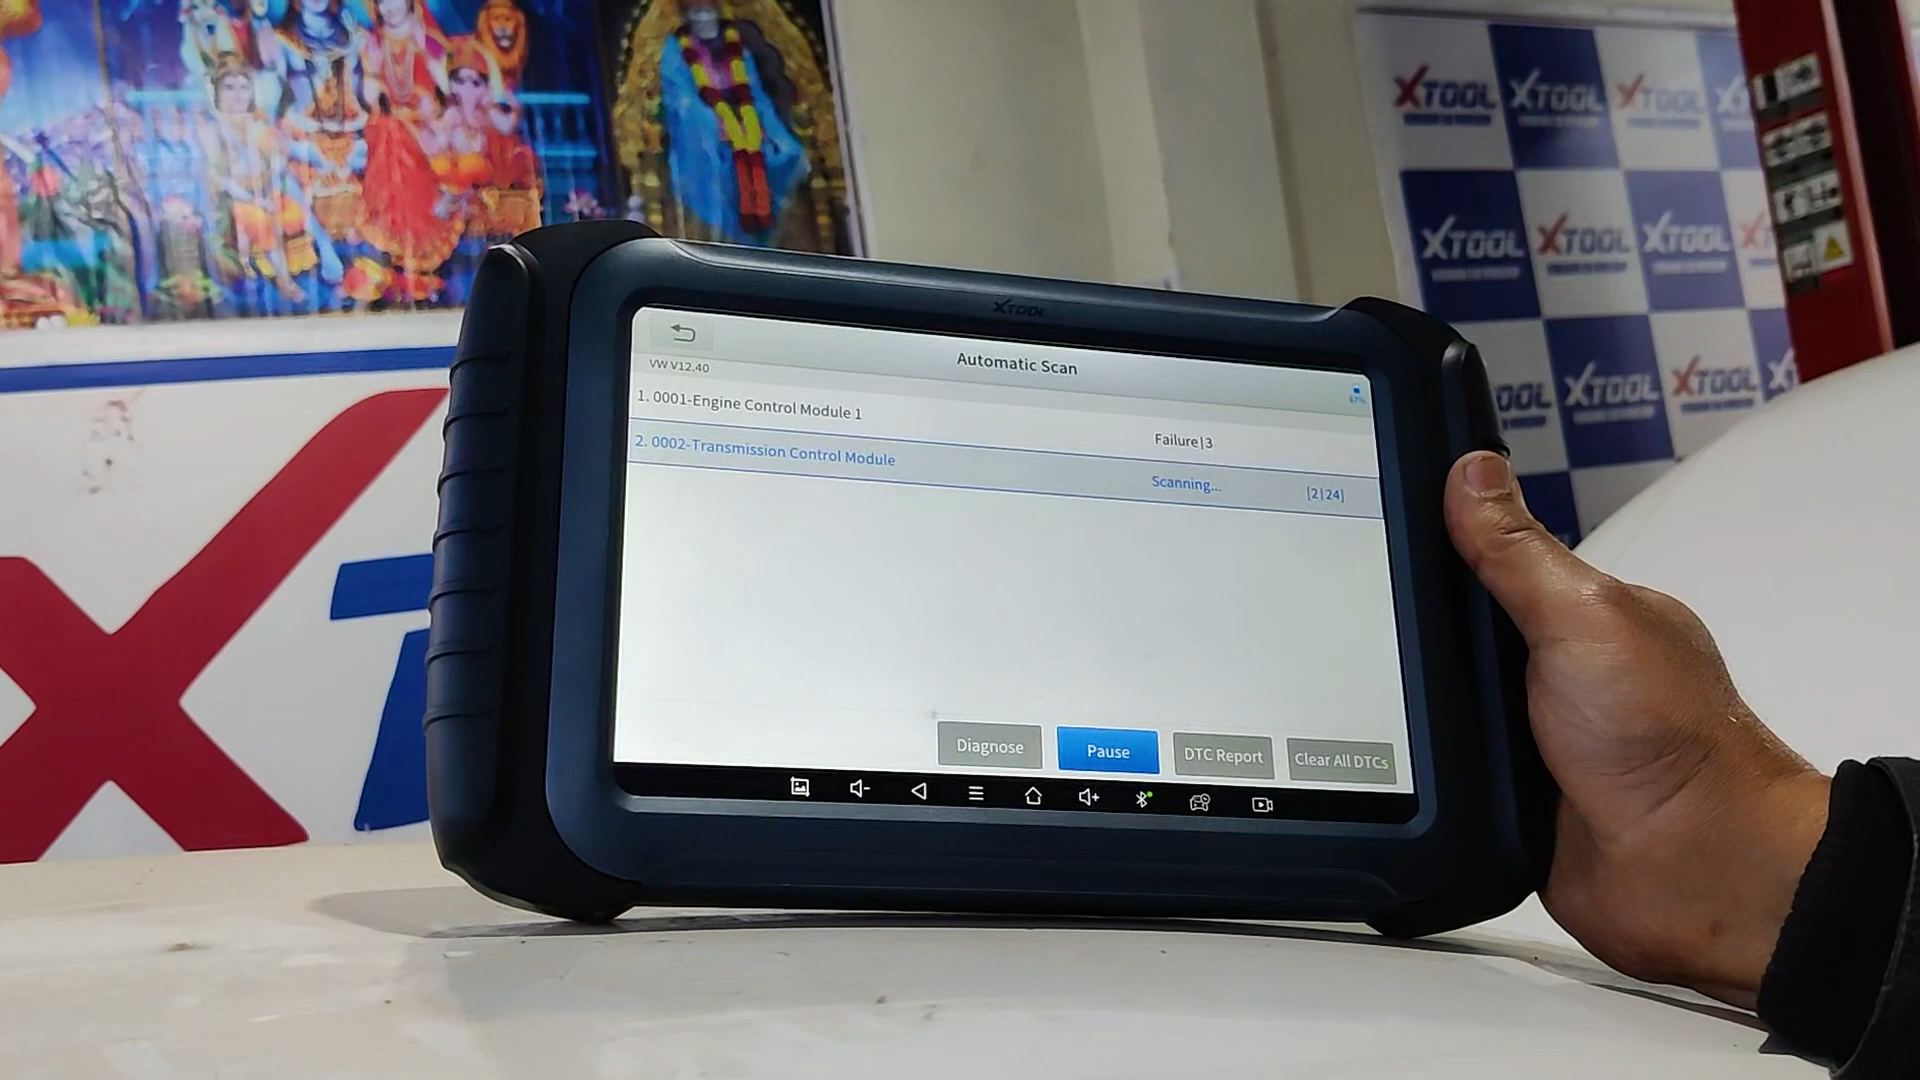 XTOOL XTOOL XTOOL
XTOOL XTOOL XTOOL
XTOOL XTOOL
XTOOL
Automatic Scan
VW V12.40
67%
1. 0001-Engine Control Module 1
Failure|3
2. 0002-Transmission Control Module
Scanning...
[2|24]
Diagnose
Pause
DTC Report
Clear All DTCs